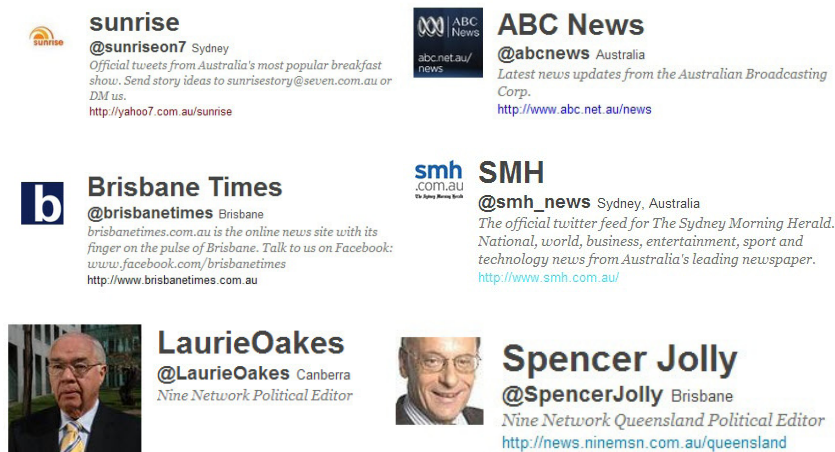 sunrise
sunrise
@sunriseon7 Sydney
Official tweets from Australia's most popular breakfast
show. Send story ideas to sunrisestory@seven.com.au or
DM us.
http://yahoo7.com.au/sunrise
ABC
News
abc.net.au/
news
ABC News
@abcnews Australia
Latest news updates from the Australian Broadcasting
Corp.
http://www.abc.net.au/news
b
Brisbane Times
@brisbanetimes Brisbane
brisbanetimes.com.au is the online news site with its
finger on the pulse of Brisbane. Talk to us on Facebook:
www.facebook.com/brisbanetimes
http://www.brisbanetimes.com.au
smh
.com.au
The Sydney Morning Herald
SMH
@smh_news Sydney, Australia
The official twitter feed for The Sydney Morning Herald.
National, world, business, entertainment, sport and
technology news from Australia's leading newspaper.
http://www.smh.com.au/
LaurieOakes
@LaurieOakes Canberra
Nine Network Political Editor
Spencer Jolly
@SpencerJolly Brisbane
Nine Network Queensland Political Editor
http://news.ninemsn.com.au/queensland